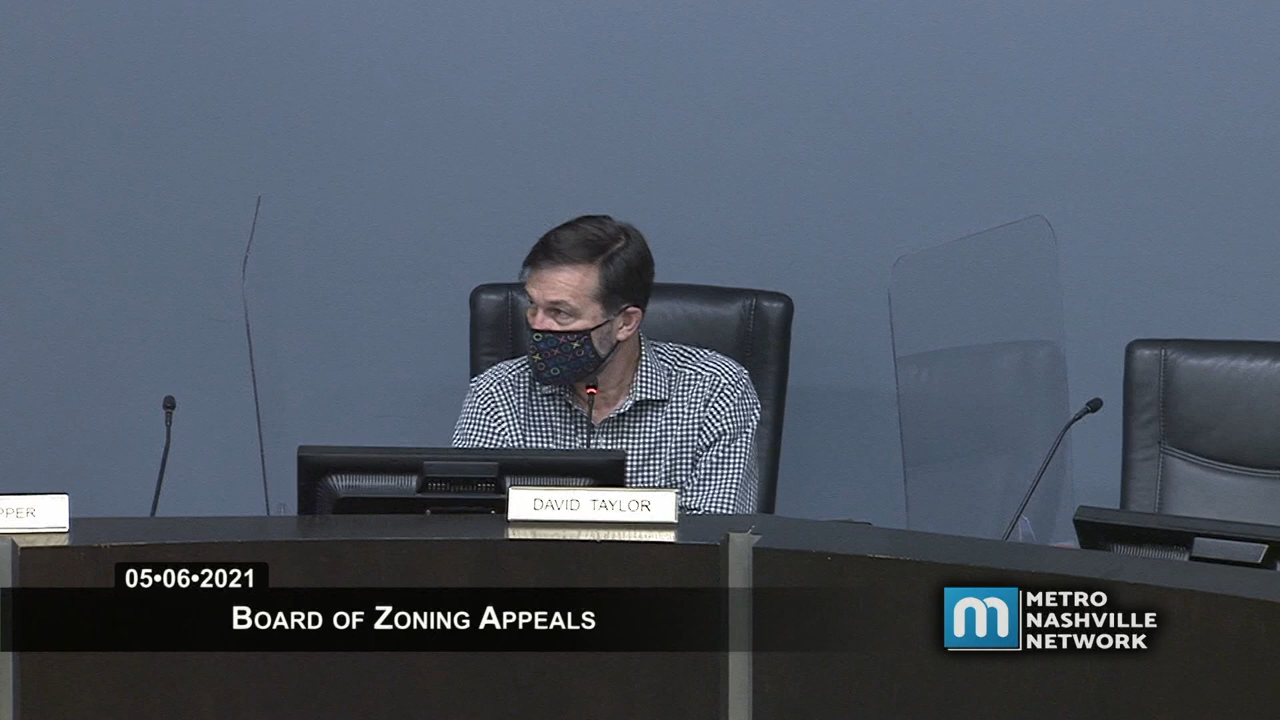 PPER
DAVID TAYLOR
05•06•2021
BOARD OF ZONING APPEALS
m
METRO
NASHVILLE
NETWORK